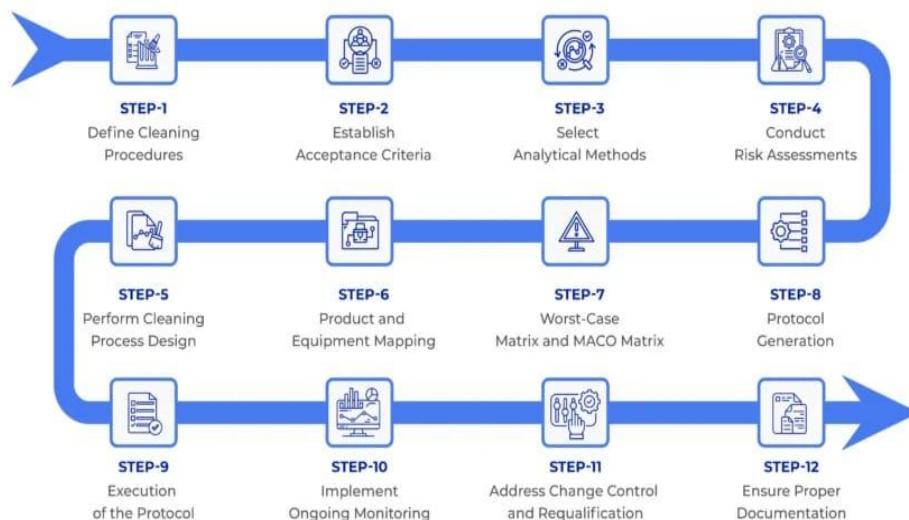 STEP-1
Define Cleaning
Procedures
STEP-2
Establish
Acceptance Criteria
STEP-3
Select
Analytical Methods
STEP-4
Conduct
Risk Assessments
STEP-5
Perform Cleaning
Process Design
STEP-6
Product and
Equipment Mapping
STEP-7
Worst-Case
Matrix and MACO Matrix
STEP-8
Protocol
Generation
STEP-9
Execution
of the Protocol
STEP-10
Implement
Ongoing Monitoring
STEP-11
Address Change Control
and Requalification
STEP-12
Ensure Proper
Documentation